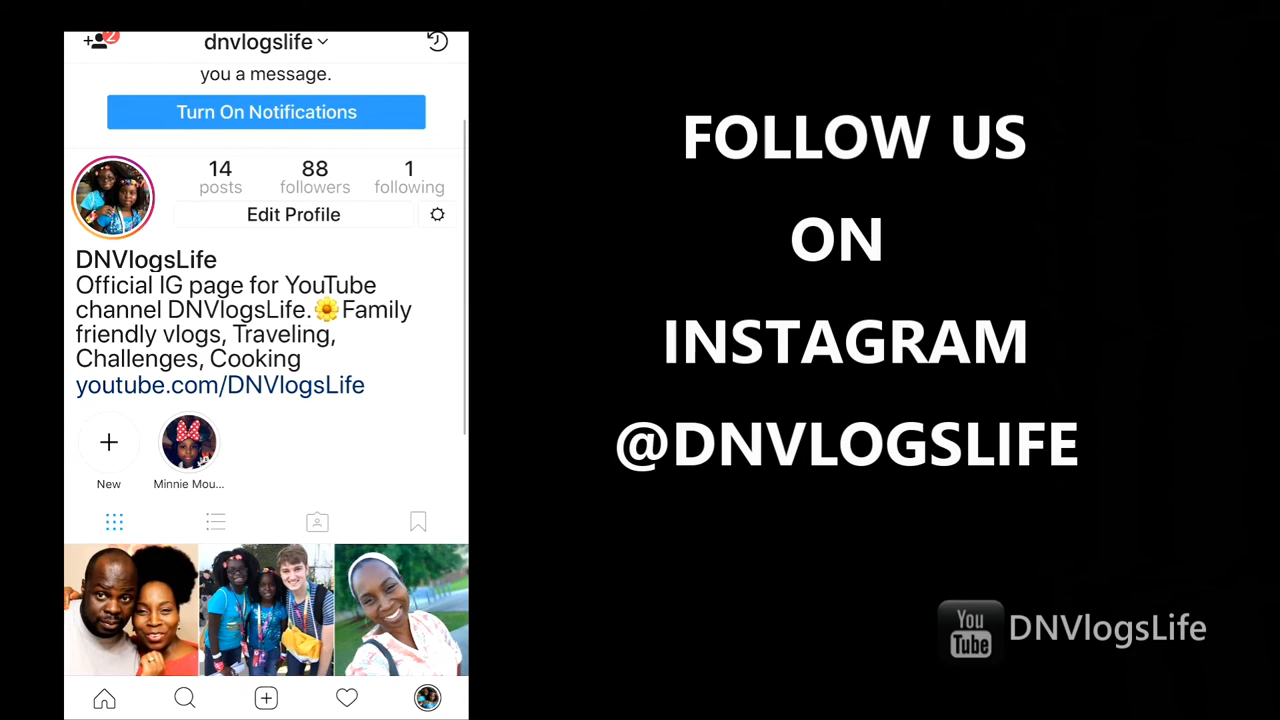 2
dnvlogslife
you a message.
Turn On Notifications
14 88 1
posts followers following
Edit Profile
DNVlogsLife
Official IG page for YouTube
channel DNVlogsLife.🌼Family
friendly vlogs, Traveling,
Challenges, Cooking
youtube.com/DNVlogsLife
New Minnie Mou...
FOLLOW US
ON
INSTAGRAM
@DNVLOGSLIFE
You
Tube
DNVlogsLife